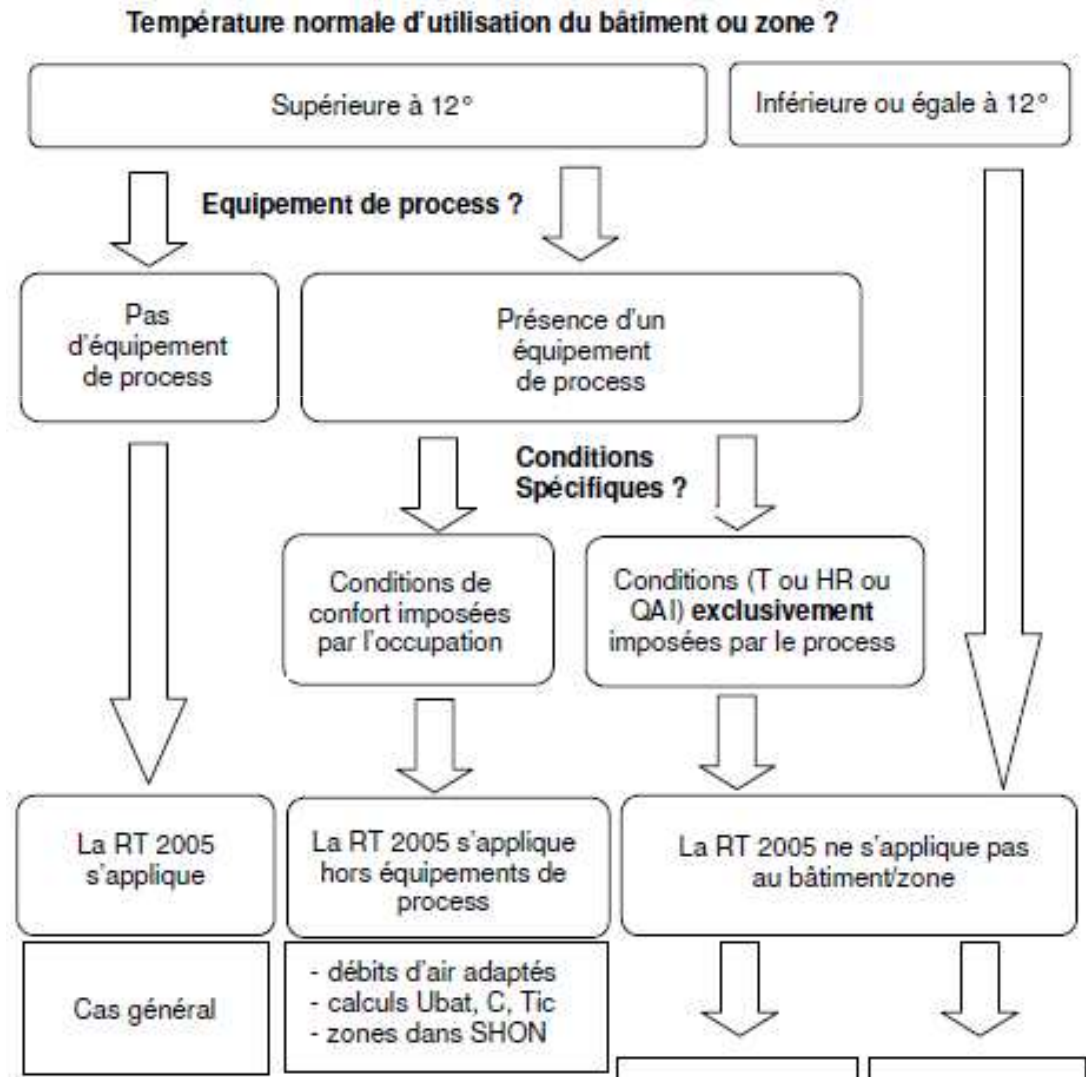 Température normale d'utilisation du bâtiment ou zone ?
Supérieure à 12°
Inférieure ou égale à 12°
Equipement de process ?
Pas
d'équipement
de process
Présence d'un
équipement
de process
Conditions
Spécifiques ?
Conditions de
confort imposées
par l'occupation
Conditions (T ou HR ou
QAI) exclusivement
imposées par le process
La RT 2005
s'applique
La RT 2005 s'applique
hors équipements de
process
La RT 2005 ne s'applique pas
au bâtiment/zone
Cas général
- débits d'air adaptés
- calculs Ubat, C, Tic
- zones dans SHON